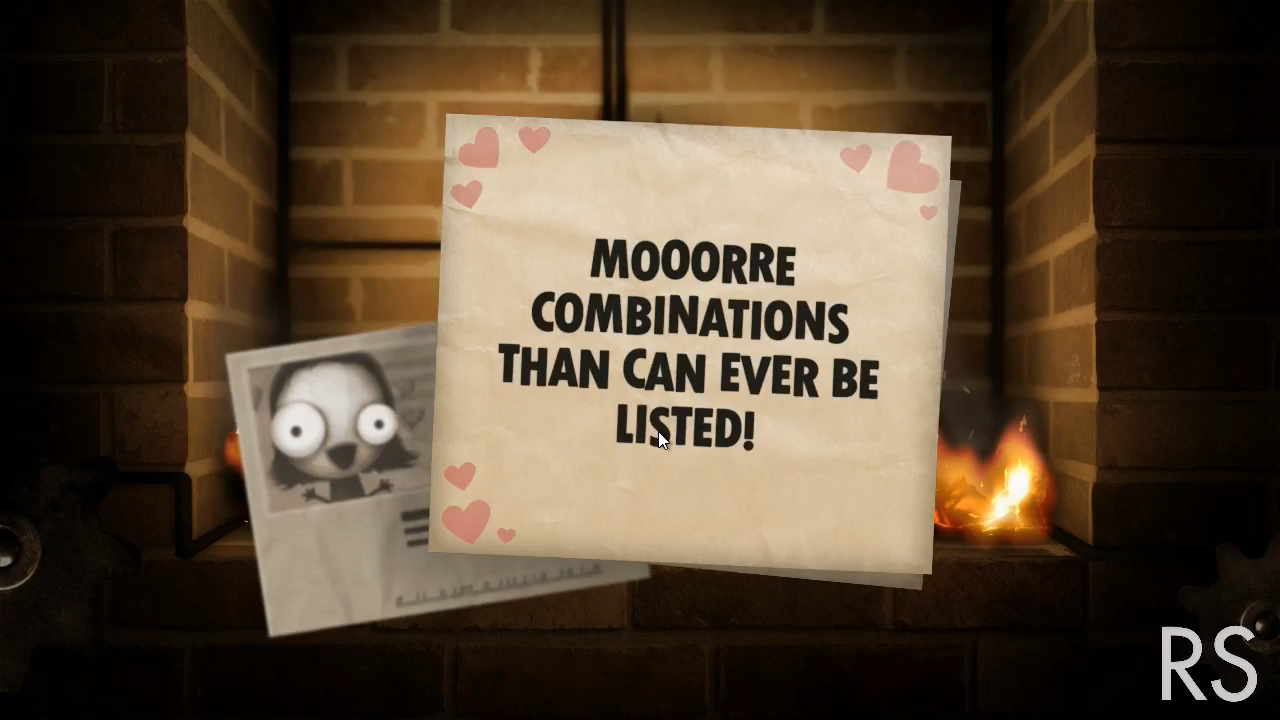 MOOORRE
COMBINATIONS
THAN CAN EVER BE
LISTED!
RS